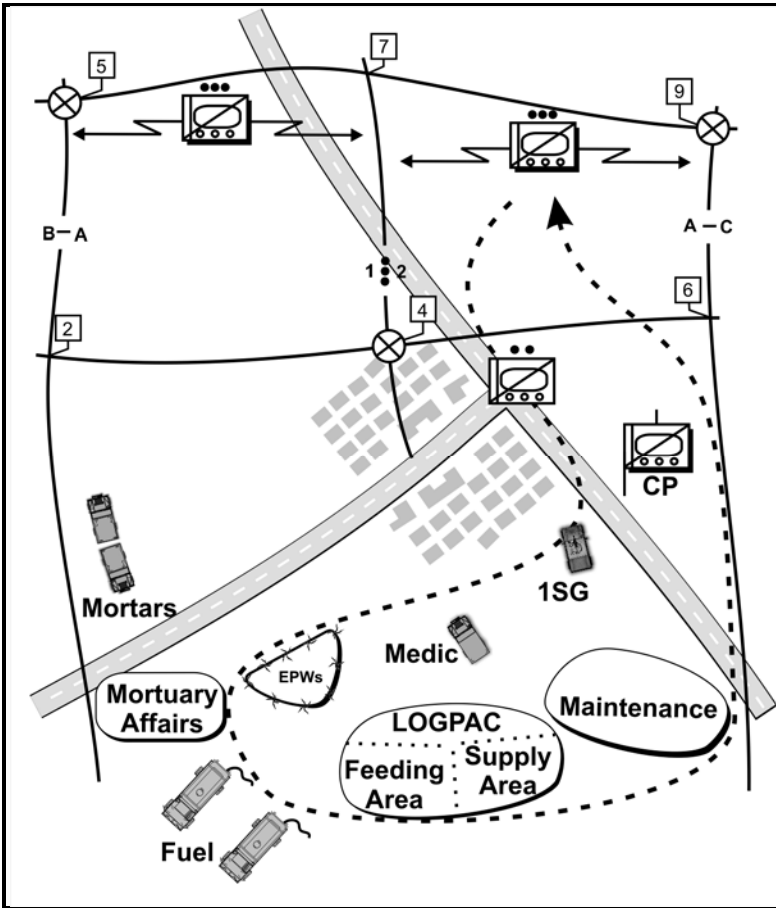 7
5
9
B
A
A
C
1
2
6
2
4
CP
Mortars
1SG
Medic
EPWs
Mortuary
Affairs
LOGPAC
Maintenance
Feeding
Area
Supply
Area
Fuel